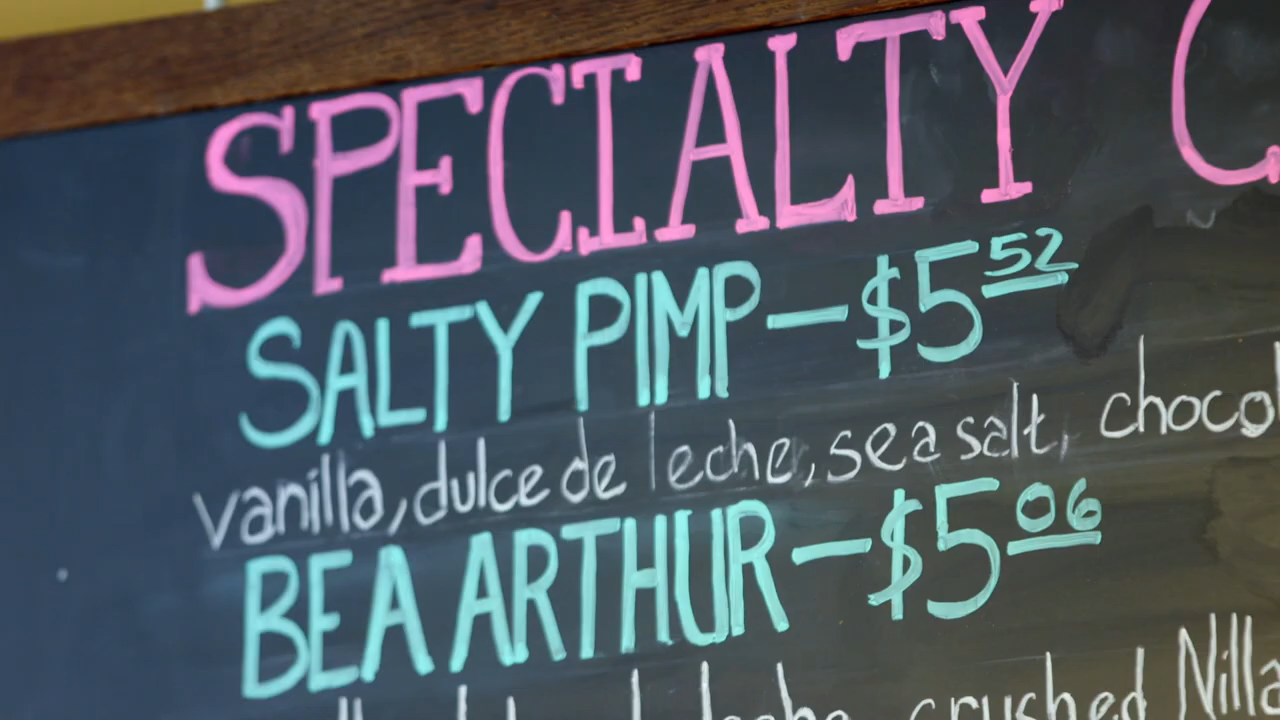 SPECIALTY C
SALTY PIMP — $5 52
vanilla, dulce de leche, sea salt, chocol
BEA ARTHUR — $5 06
crushed Nilla